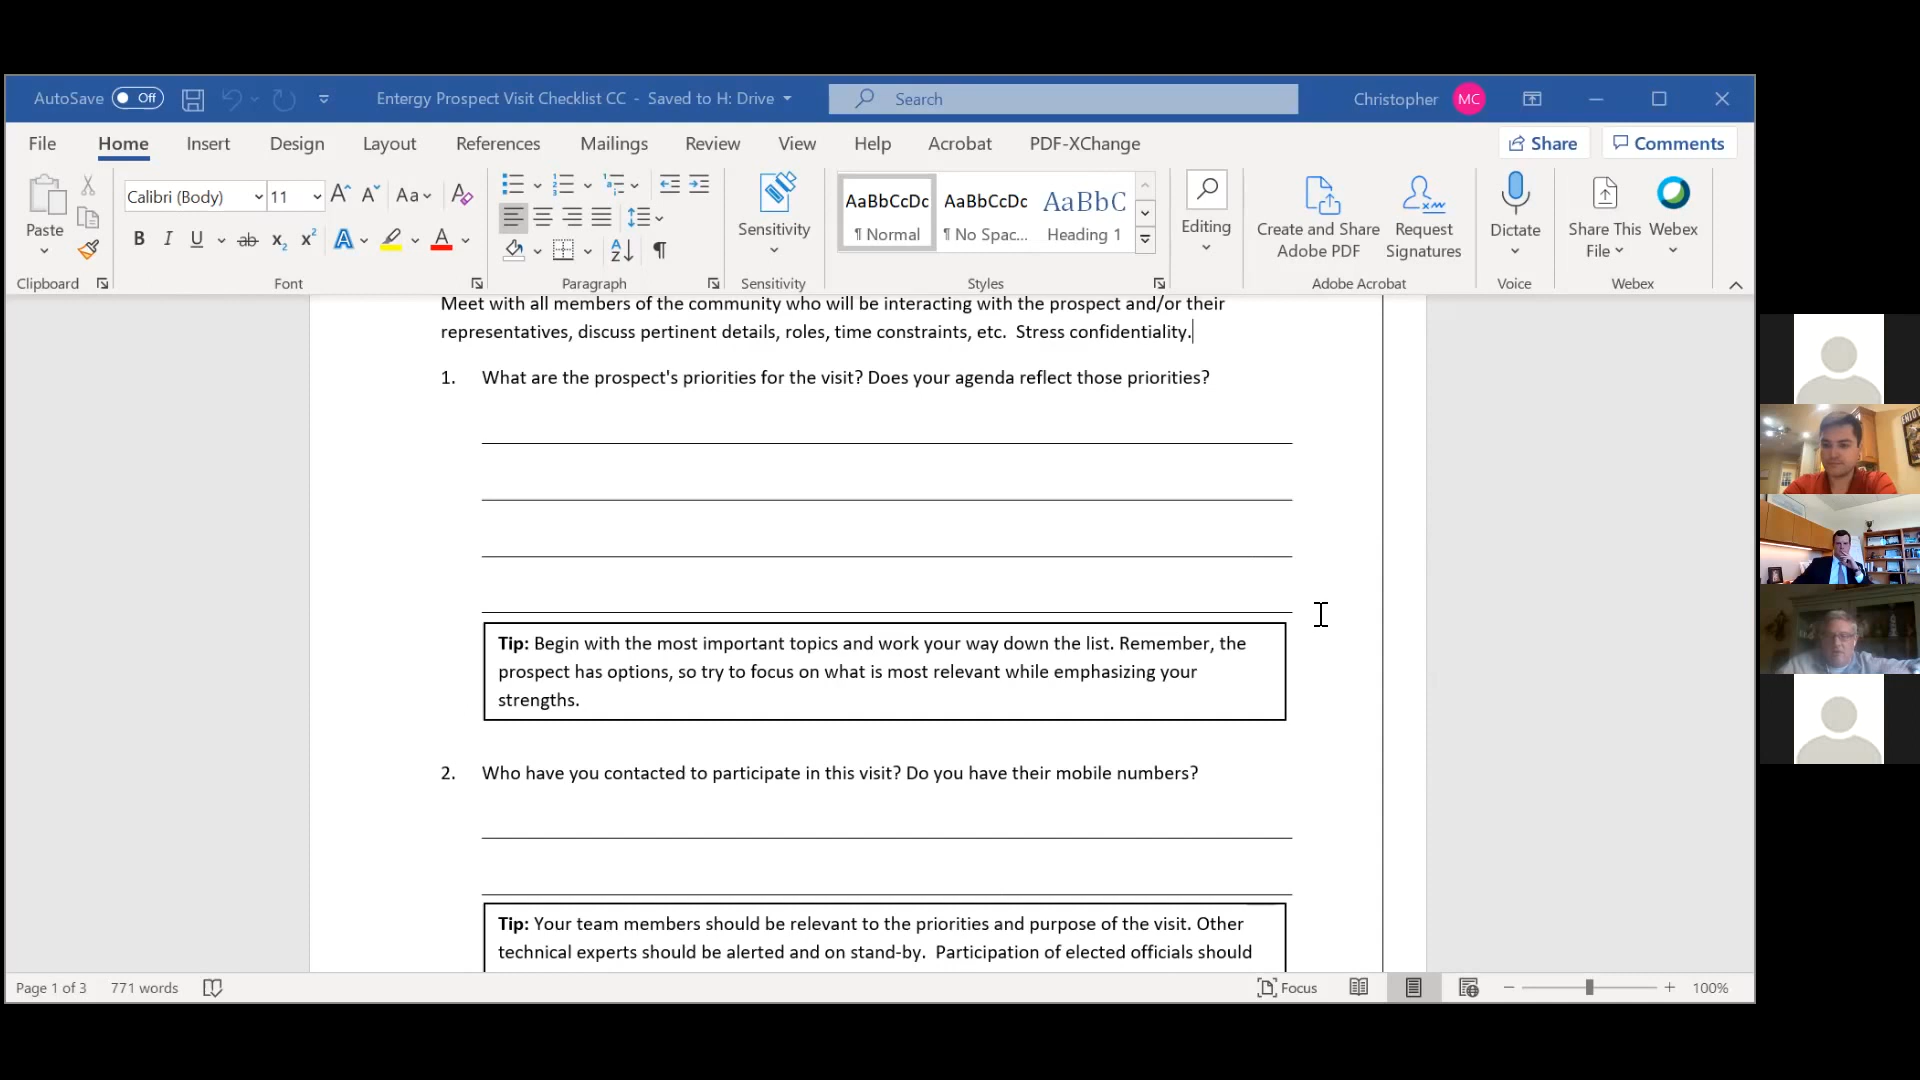 AutoSave Off Entergy Prospect Visit Checklist CC - Saved to H: Drive Search Christopher MC
File Home Insert Design Layout References Mailings Review View Help Acrobat PDF-XChange Share Comments
Paste
Clipboard
Calibri (Body) 11 Aa
B I U ab x₂ x² A A
Font
Paragraph
Sensitivity
Sensitivity
AaBbCcDc AaBbCcDc AaBbC
¶ Normal ¶ No Spac... Heading 1
Styles
Editing
Create and Share Adobe PDF
Request Signatures
Adobe Acrobat
Dictate
Voice
Share This File
Webex
Webex
Meet with all members of the community who will be interacting with the prospect and/or their
representatives, discuss pertinent details, roles, time constraints, etc.  Stress confidentiality.
1. What are the prospect's priorities for the visit? Does your agenda reflect those priorities?
Tip: Begin with the most important topics and work your way down the list. Remember, the
prospect has options, so try to focus on what is most relevant while emphasizing your
strengths.
2. Who have you contacted to participate in this visit? Do you have their mobile numbers?
Tip: Your team members should be relevant to the priorities and purpose of the visit. Other
technical experts should be alerted and on stand-by.  Participation of elected officials should
Page 1 of 3 771 words Focus 100%